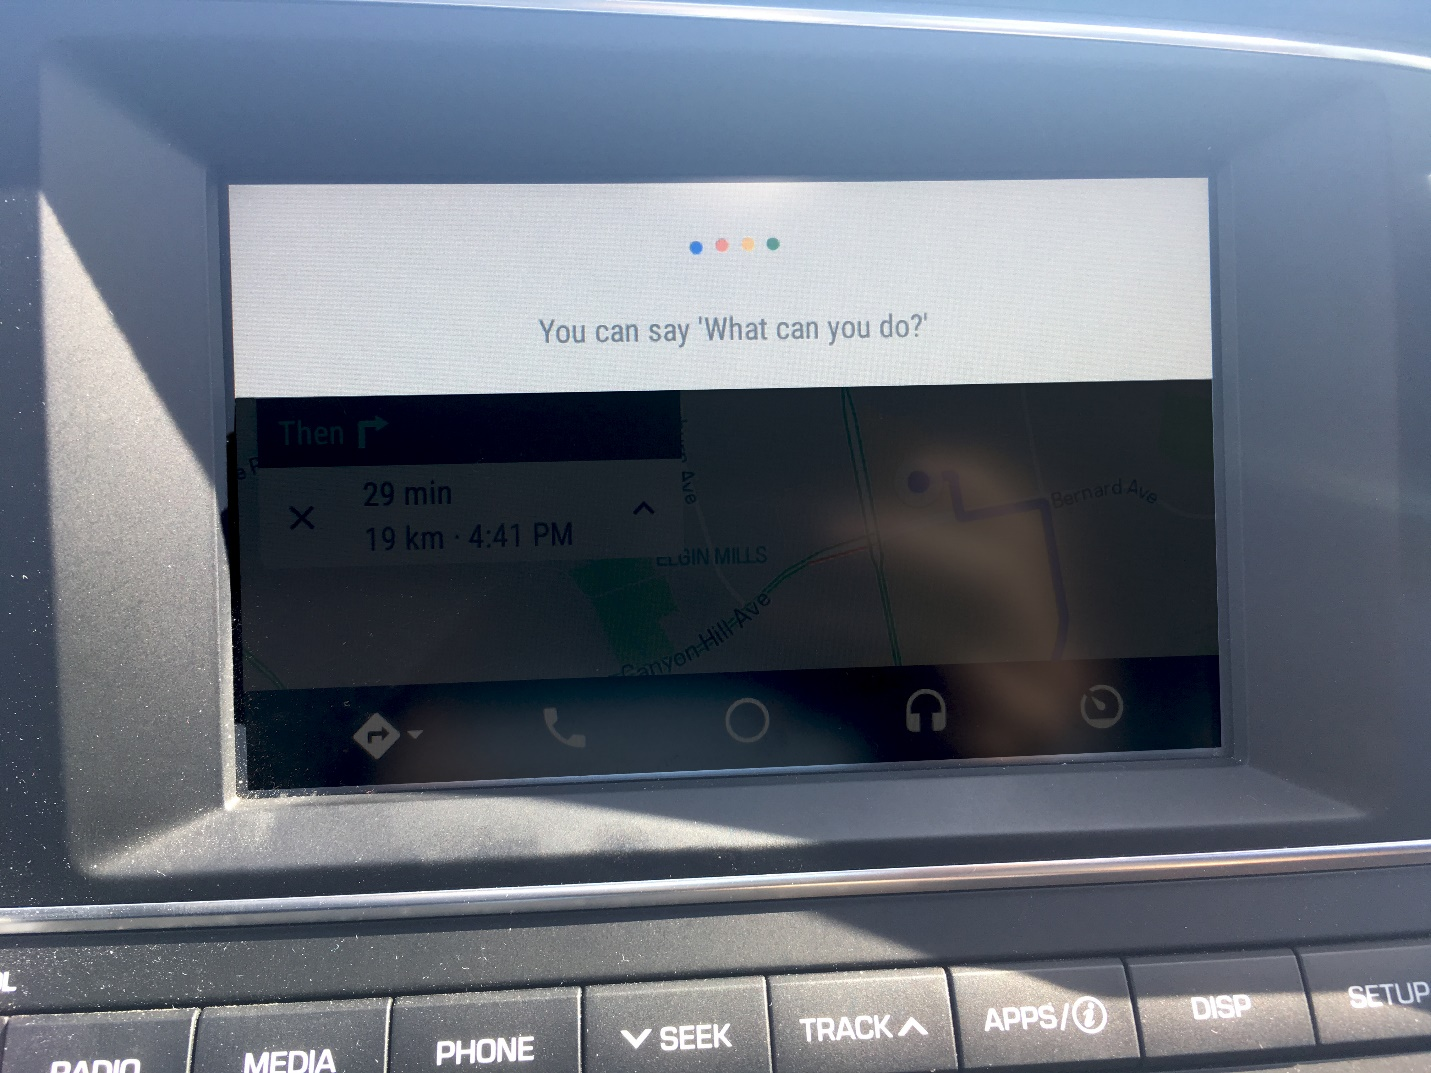 You can say 'What can you do?'
Then
29 min
19 km · 4:41 PM
Ave
ELGIN MILLS
Canyon Hill Ave
Bernard Ave
RADIO
MEDIA
PHONE
SEEK
TRACK
APPS/i
DISP
SETUP